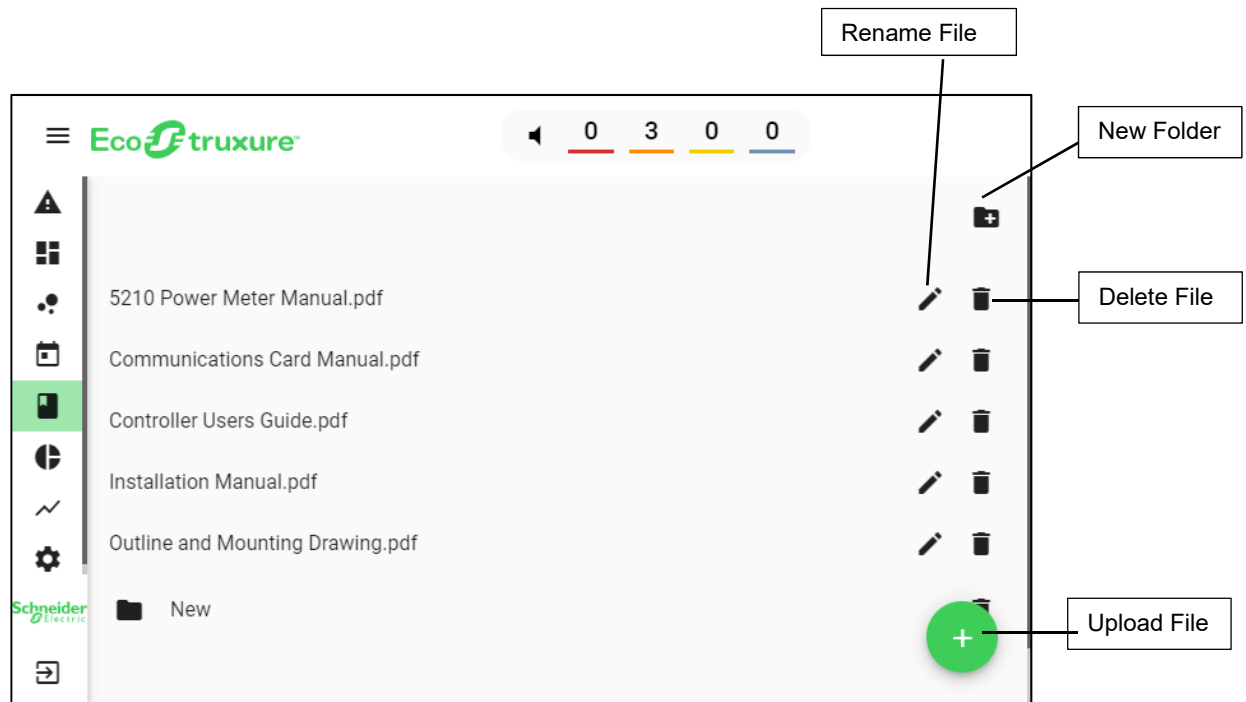 Rename File
New Folder
EcoStruxure™
0 3 0 0
5210 Power Meter Manual.pdf
Delete File
Communications Card Manual.pdf
Controller Users Guide.pdf
Installation Manual.pdf
Outline and Mounting Drawing.pdf
Schneider
Electric
New
Upload File